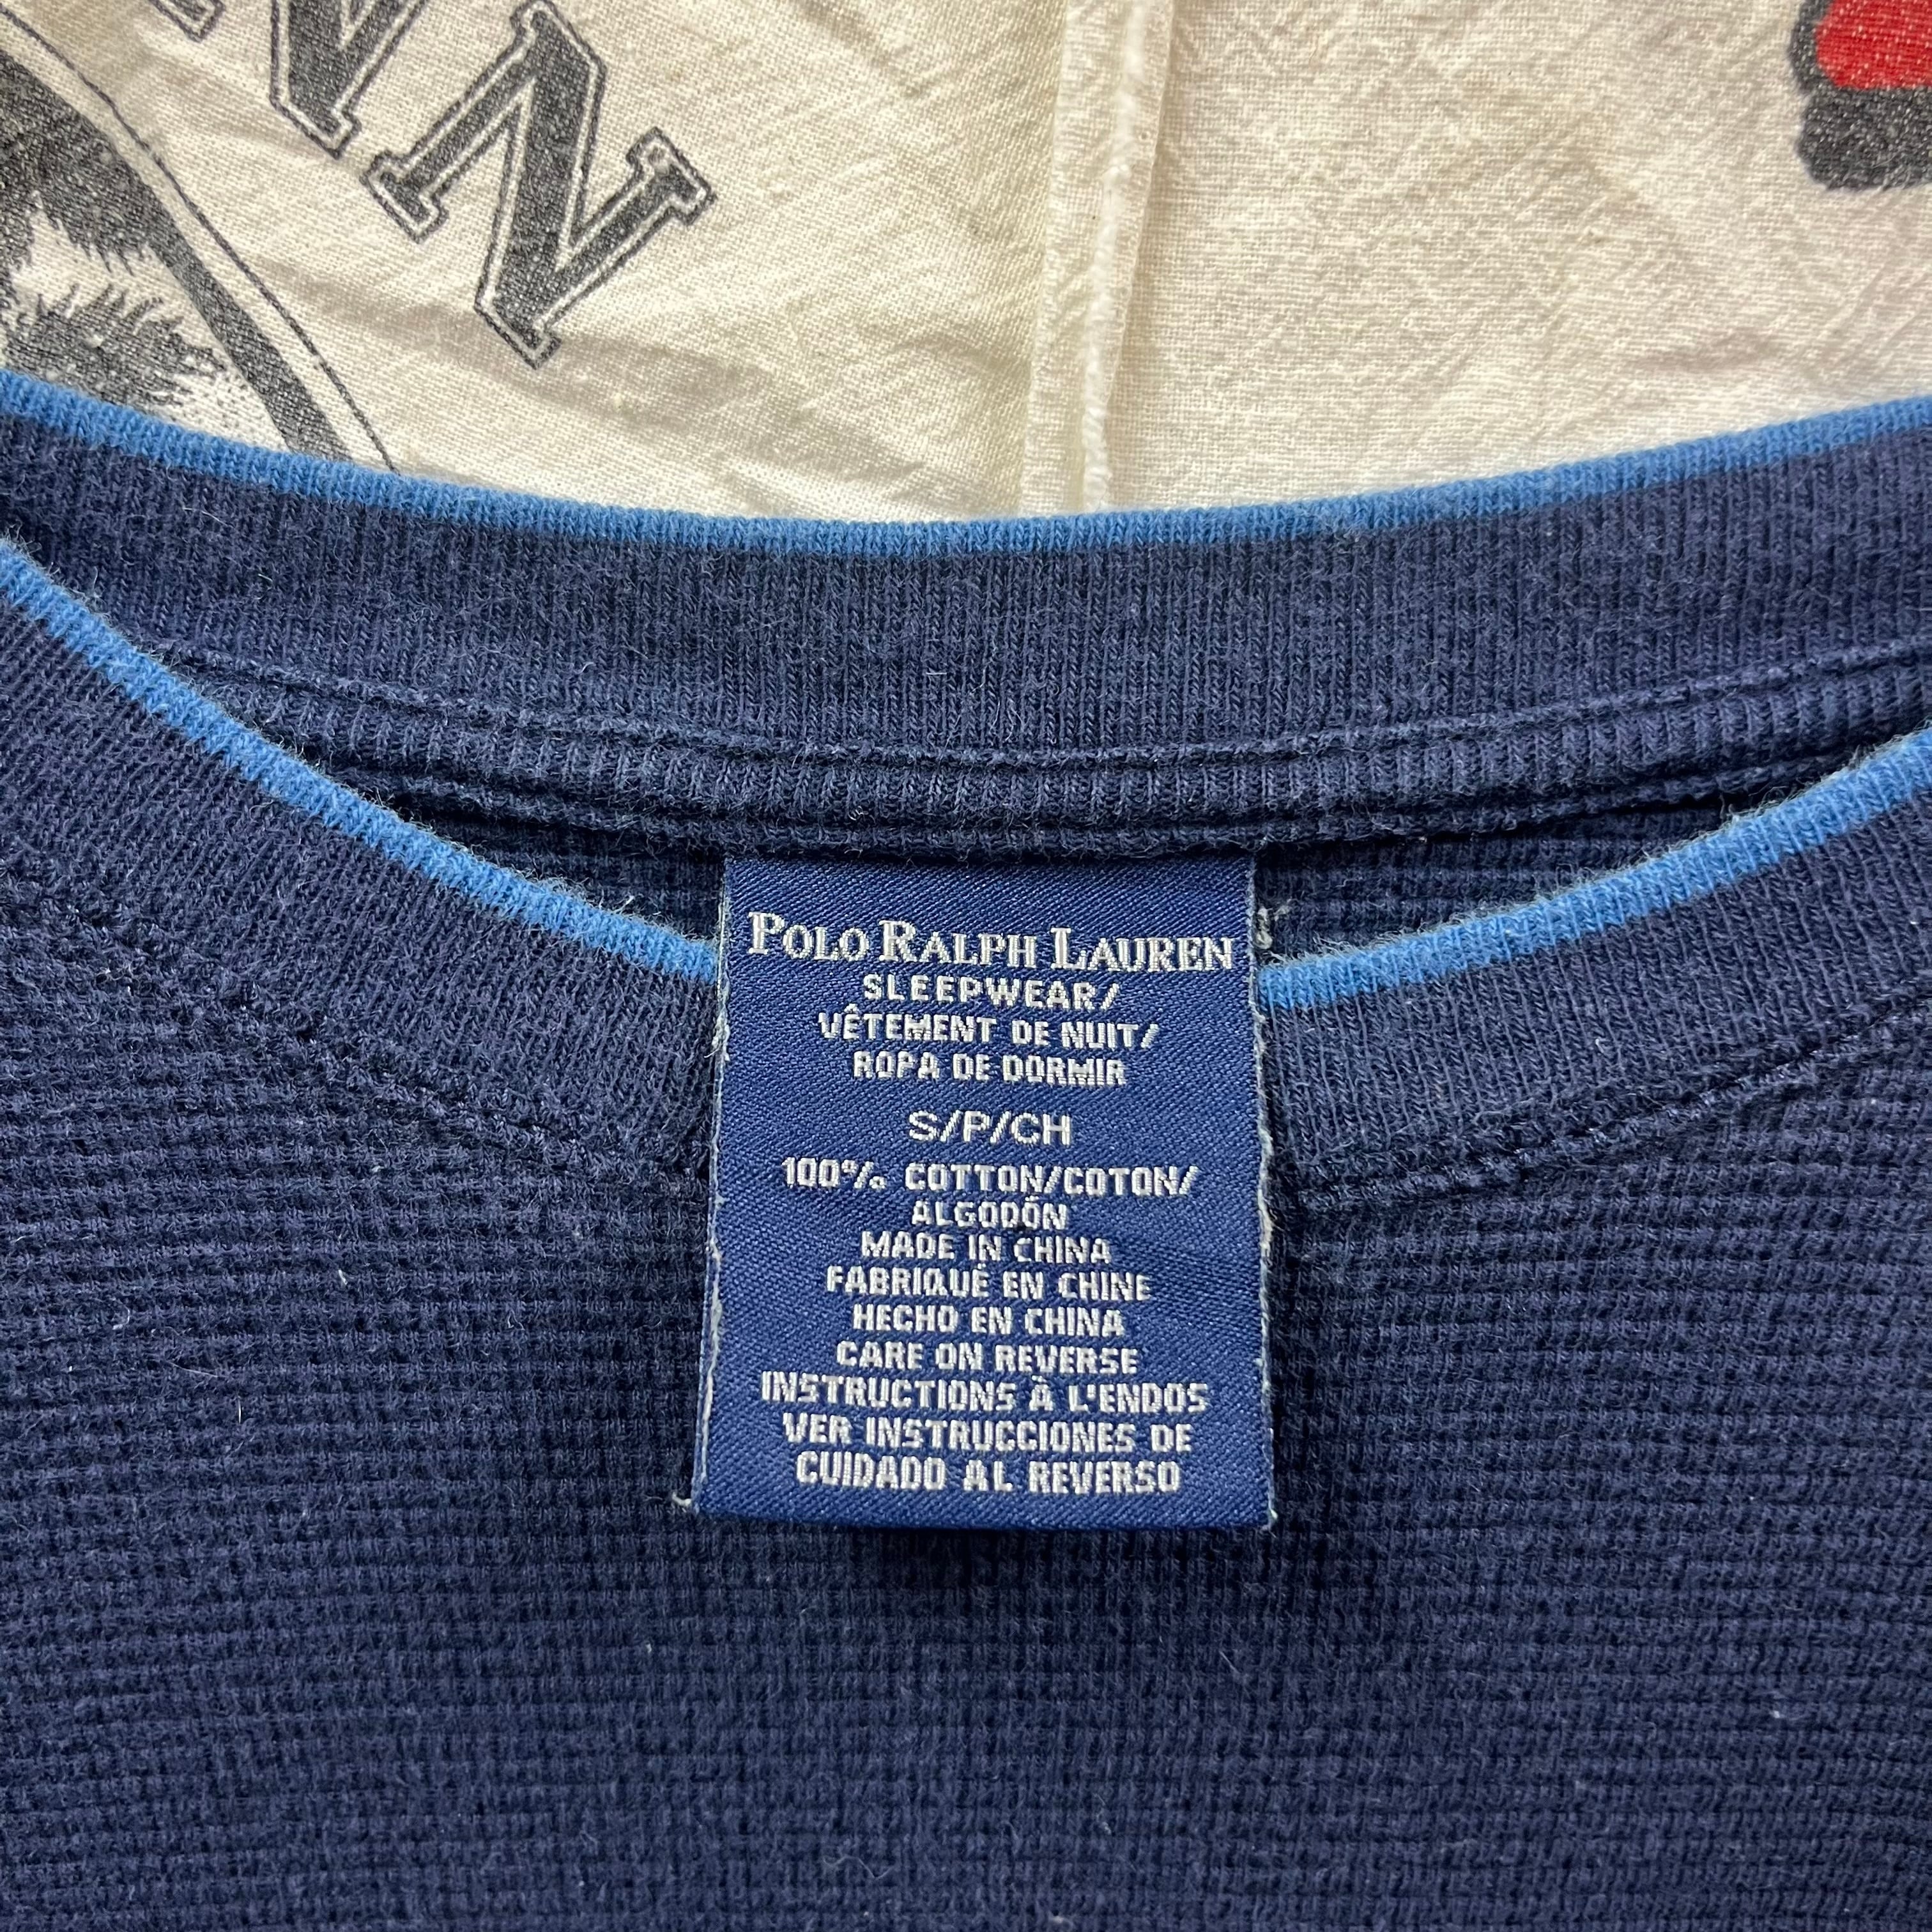 NN
POLO RALPH LAUREN
SLEEPWEAR/
VÊTEMENT DE NUIT/
ROPA DE DORMIR
S/P/CH
100% COTTON/COTON/
ALGODÓN
MADE IN CHINA
FABRIQUÉ EN CHINE
HECHO EN CHINA
CARE ON REVERSE
INSTRUCTIONS À L'ENDOS
VER INSTRUCCIONES DE
CUIDADO AL REVERSO